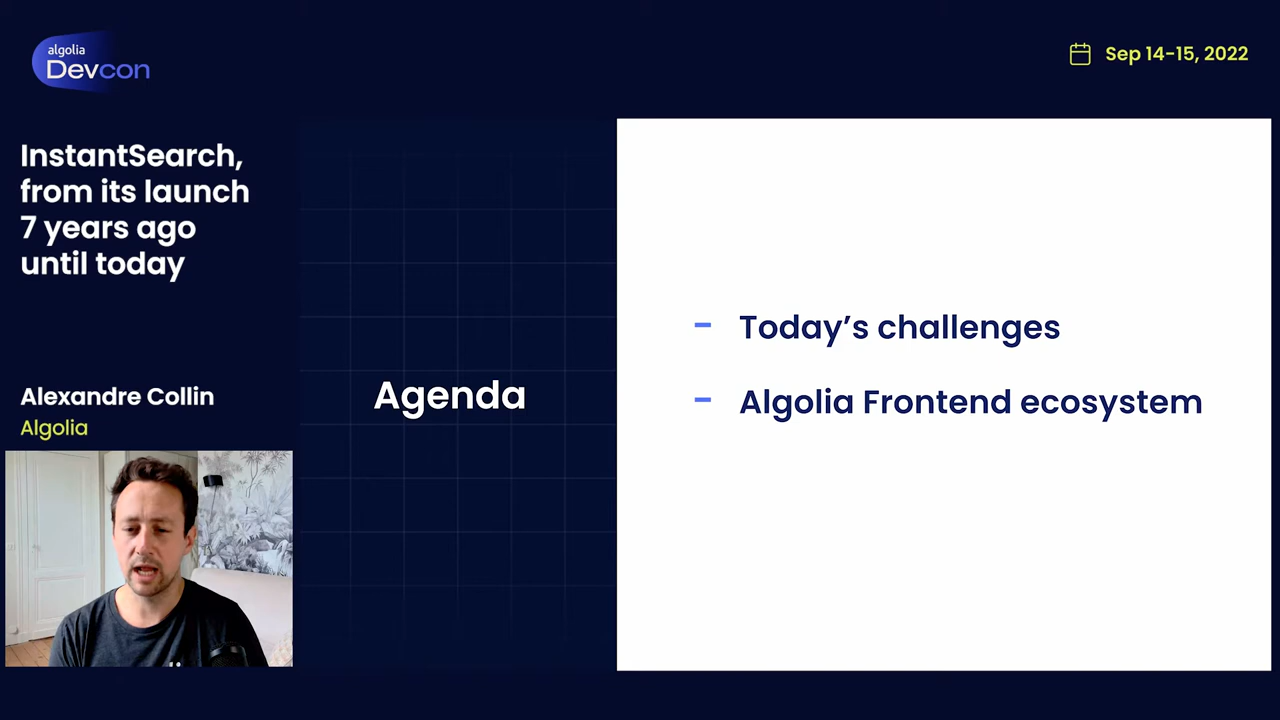 algolia
Devcon
Sep 14-15, 2022
InstantSearch,
from its launch
7 years ago
until today
Alexandre Collin
Algolia
Agenda
- Today’s challenges
- Algolia Frontend ecosystem